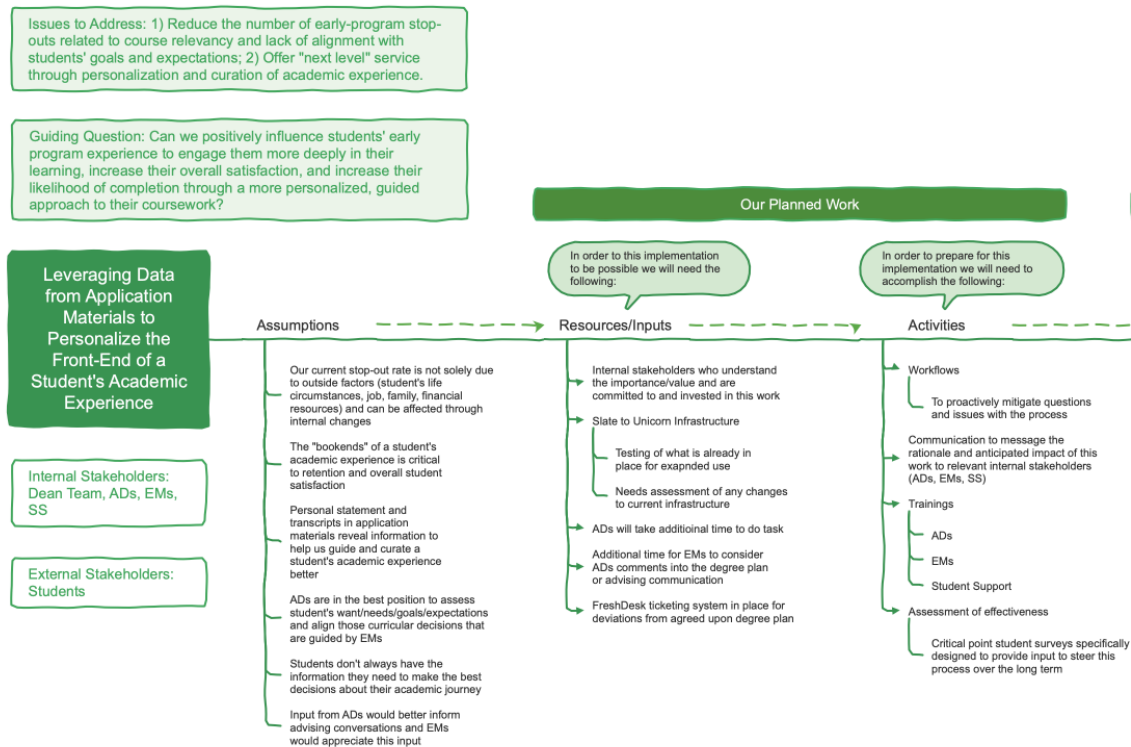 Issues to Address: 1) Reduce the number of early-program stop-
outs related to course relevancy and lack of alignment with
students' goals and expectations; 2) Offer "next level" service
through personalization and curation of academic experience.
Guiding Question: Can we positively influence students' early
program experience to engage them more deeply in their
learning, increase their overall satisfaction, and increase their
likelihood of completion through a more personalized, guided
approach to their coursework?
Our Planned Work
Leveraging Data
from Application
Materials to
Personalize the
Front-End of a
Student's Academic
Experience
Internal Stakeholders:
Dean Team, ADs, EMs,
SS
External Stakeholders:
Students
Assumptions
Our current stop-out rate is not solely due
to outside factors (student's life
circumstances, job, family, financial
resources) and can be affected through
internal changes
The "bookends" of a student's
academic experience is critical
to retention and overall student
satisfaction
Personal statement and
transcripts in application
materials reveal information to
help us guide and curate a
student's academic experience
better
ADs are in the best position to assess
student's want/needs/goals/expectations
and align those curricular decisions that
are guided by EMs
Students don't always have the
information they need to make the best
decisions about their academic journey
Input from ADs would better inform
advising conversations and EMs
would appreciate this input
In order to this implementation
to be possible we will need the
following:
Resources/Inputs
Internal stakeholders who understand
the importance/value and are
committed to and invested in this work
Slate to Unicorn Infrastructure
Testing of what is already in
place for exapnded use
Needs assessment of any changes
to current infrastructure
ADs will take additioinal time to do task
Additional time for EMs to consider
ADs comments into the degree plan
or advising communication
FreshDesk ticketing system in place for
deviations from agreed upon degree plan
In order to prepare for this
implementation we will need to
accomplish the following:
Activities
Workflows
To proactively mitigate questions
and issues with the process
Communication to message the
rationale and anticipated impact of this
work to relevant internal stakeholders
(ADs, EMs, SS)
Trainings
ADs
EMs
Student Support
Assessment of effectiveness
Critical point student surveys specifically
designed to provide input to steer this
process over the long term